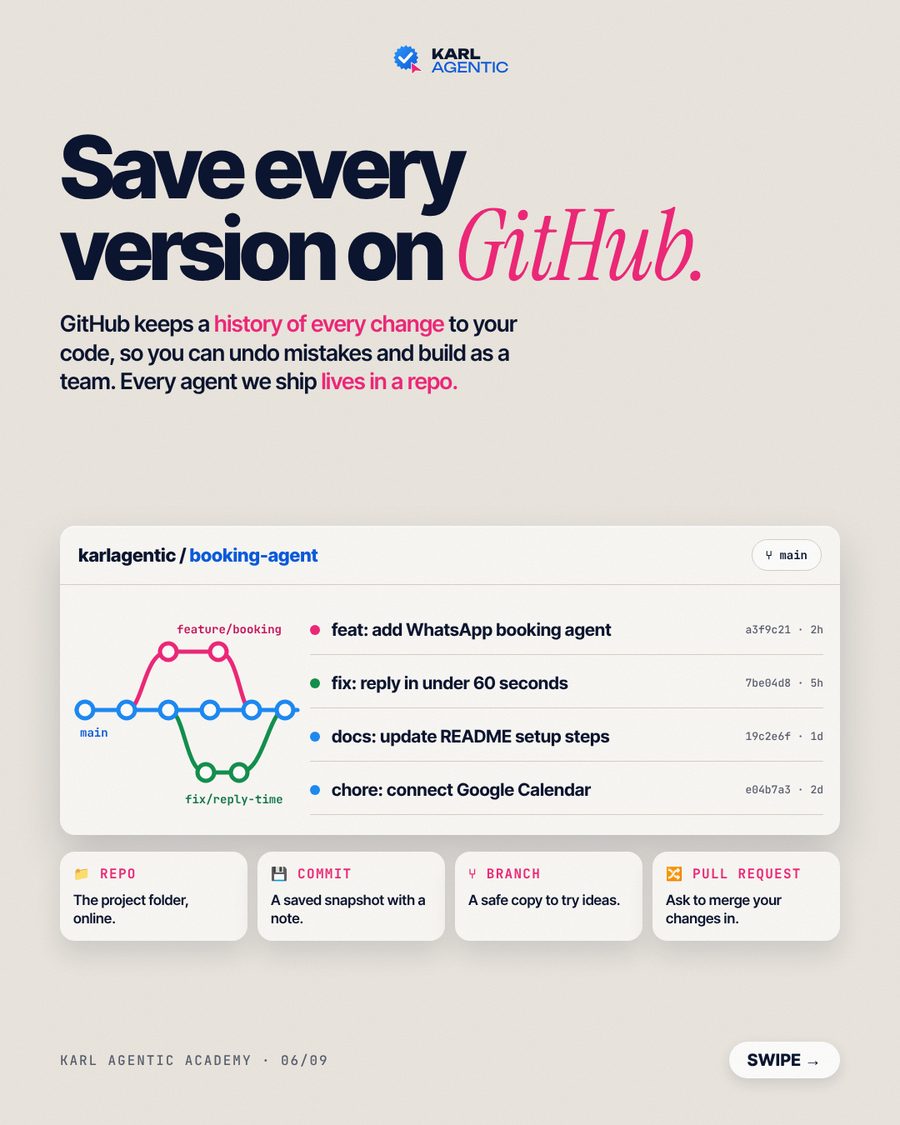 KARL
AGENTIC
Save every
version on GitHub.
GitHub keeps a history of every change to your
code, so you can undo mistakes and build as a
team. Every agent we ship lives in a repo.
karlagentic / booking-agent
main
feature/booking
main
fix/reply-time
feat: add WhatsApp booking agent
a3f9c21 · 2h
fix: reply in under 60 seconds
7be04d8 · 5h
docs: update README setup steps
19c2e6f · 1d
chore: connect Google Calendar
e04b7a3 · 2d
REPO
The project folder,
online.
COMMIT
A saved snapshot with a
note.
BRANCH
A safe copy to try ideas.
PULL REQUEST
Ask to merge your
changes in.
KARL AGENTIC ACADEMY · 06/09
SWIPE →